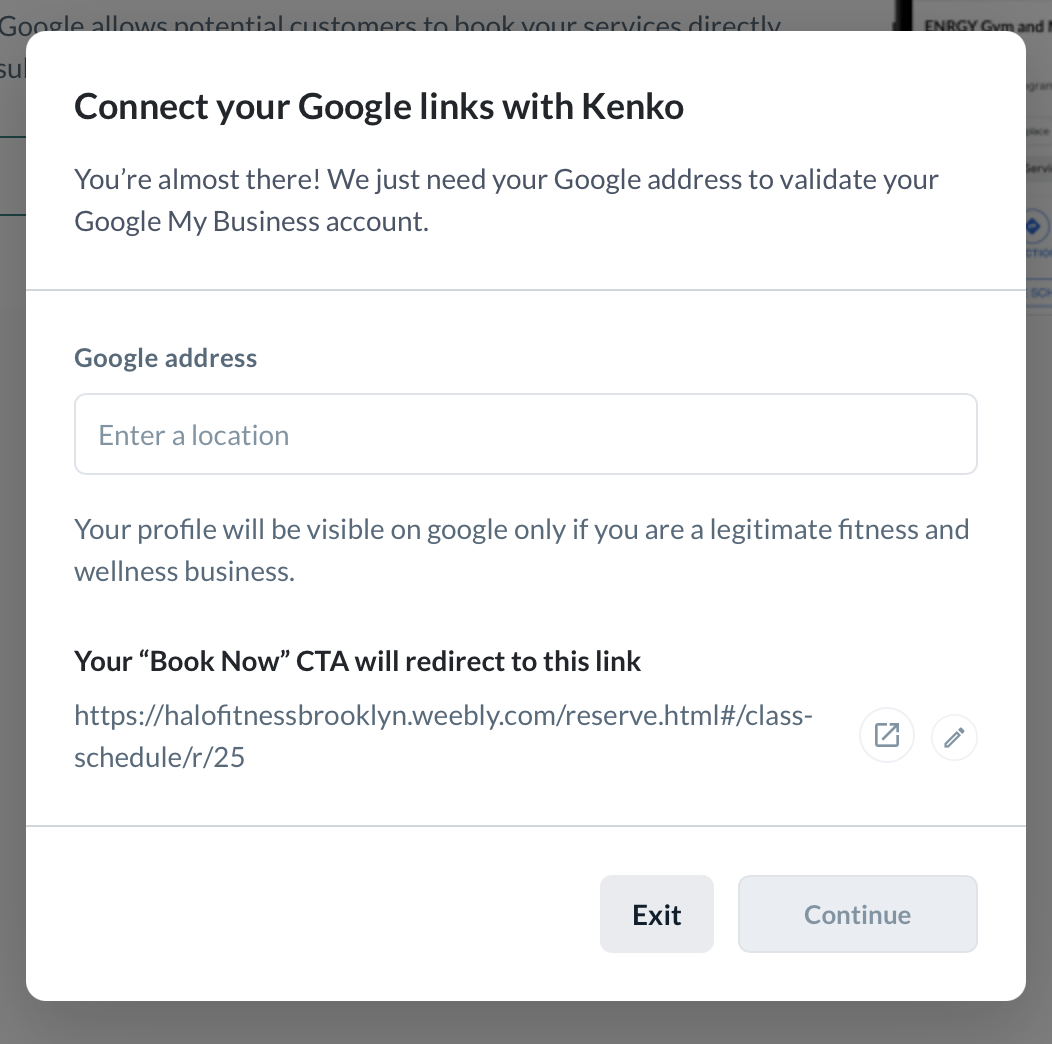 Google allows potential customers to book your services directly
ENRGY Gym and
Connect your Google links with Kenko
You’re almost there! We just need your Google address to validate your
Google My Business account.
Google address
Enter a location
Your profile will be visible on google only if you are a legitimate fitness and
wellness business.
Your “Book Now” CTA will redirect to this link
https://halofitnessbrooklyn.weebly.com/reserve.html#/class-
schedule/r/25
Exit
Continue